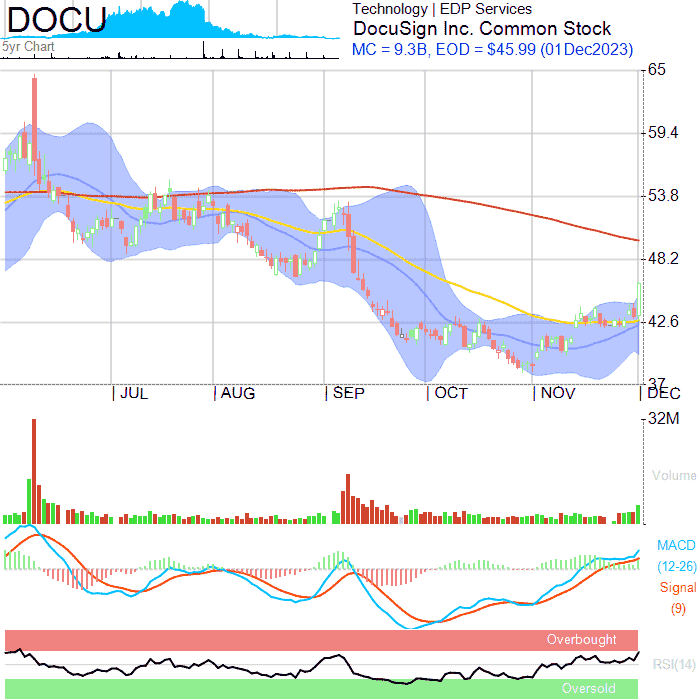 DOCU
Technology | EDP Services
DocuSign Inc. Common Stock
MC = 9.3B, EOD = $45.99 (01Dec2023)
5yr Chart
65
59.4
53.8
48.2
42.6
37
JUL AUG SEP OCT NOV DEC
32M
Volume
MACD
(12-26)
Signal
(9)
Overbought
RSI(14)
Oversold